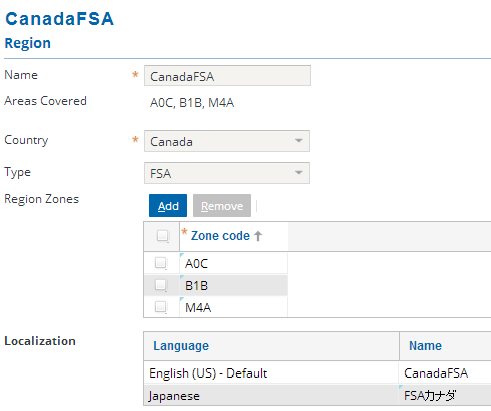 CanadaFSA
Region
Name * CanadaFSA
Areas Covered A0C, B1B, M4A
Country * Canada
Type FSA
Region Zones Add Remove
* Zone code ↑
A0C
B1B
M4A
Localization Language Name
English (US) - Default CanadaFSA
Japanese FSAカナダ